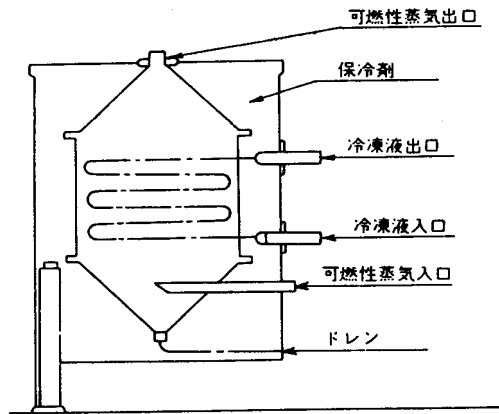 可燃性蒸気出口
保冷剤
冷凍液出口
冷凍液入口
可燃性蒸気入口
ドレン